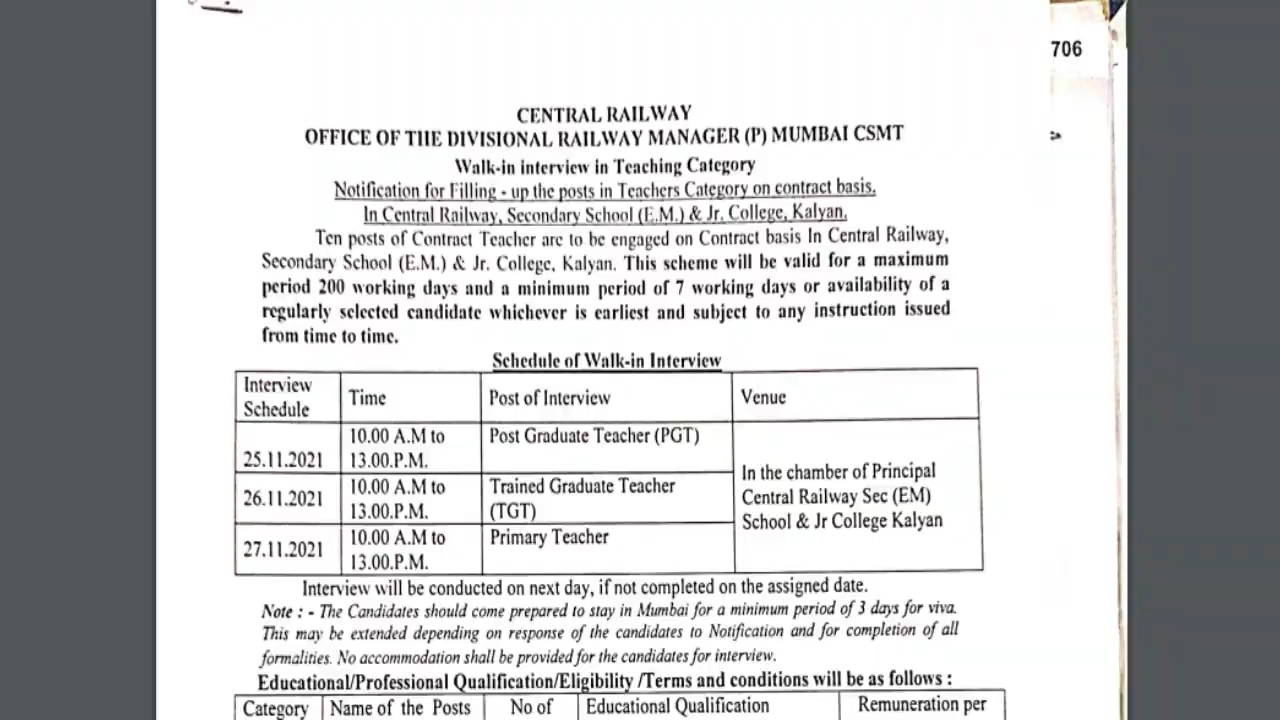 706
CENTRAL RAILWAY
OFFICE OF THE DIVISIONAL RAILWAY MANAGER (P) MUMBAI CSMT
Walk-in interview in Teaching Category
Notification for Filling - up the posts in Teachers Category on contract basis.
In Central Railway, Secondary School (E.M.) & Jr. College, Kalyan.
Ten posts of Contract Teacher are to be engaged on Contract basis In Central Railway,
Secondary School (E.M.) & Jr. College, Kalyan. This scheme will be valid for a maximum
period 200 working days and a minimum period of 7 working days or availability of a
regularly selected candidate whichever is earliest and subject to any instruction issued
from time to time.
Schedule of Walk-in Interview
Interview Schedule
Time
Post of Interview
Venue
25.11.2021
10.00 A.M to
13.00.P.M.
Post Graduate Teacher (PGT)
26.11.2021
10.00 A.M to
13.00.P.M.
Trained Graduate Teacher
(TGT)
27.11.2021
10.00 A.M to
13.00.P.M.
Primary Teacher
In the chamber of Principal
Central Railway Sec (EM)
School & Jr College Kalyan
Interview will be conducted on next day, if not completed on the assigned date.
Note : - The Candidates should come prepared to stay in Mumbai for a minimum period of 3 days for viva.
This may be extended depending on response of the candidates to Notification and for completion of all
formalities. No accommodation shall be provided for the candidates for interview.
Educational/Professional Qualification/Eligibility /Terms and conditions will be as follows :
Category
Name of the Posts
No of
Educational Qualification
Remuneration per